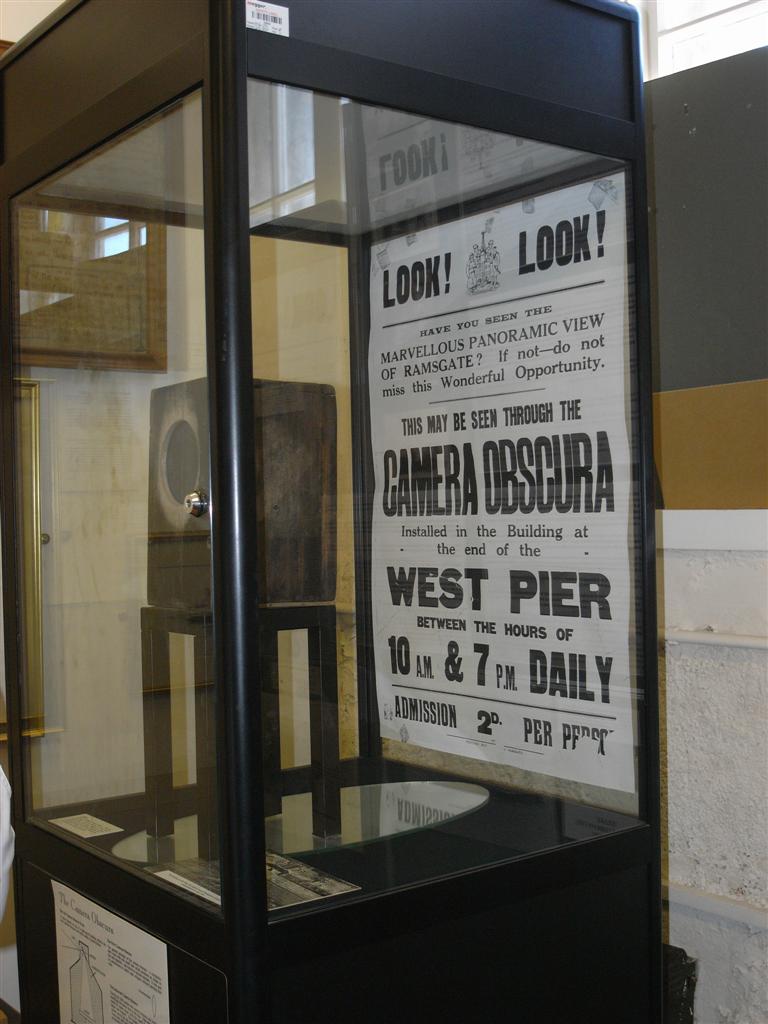 LOOK! LOOK!
HAVE YOU SEEN THE
MARVELLOUS PANORAMIC VIEW
OF RAMSGATE? If not—do not
miss this Wonderful Opportunity.
THIS MAY BE SEEN THROUGH THE
CAMERA OBSCURA
Installed in the Building at
the end of the
WEST PIER
BETWEEN THE HOURS OF
10 A.M. & 7 P.M. DAILY
ADMISSION 2D. PER
The Camera Obscura